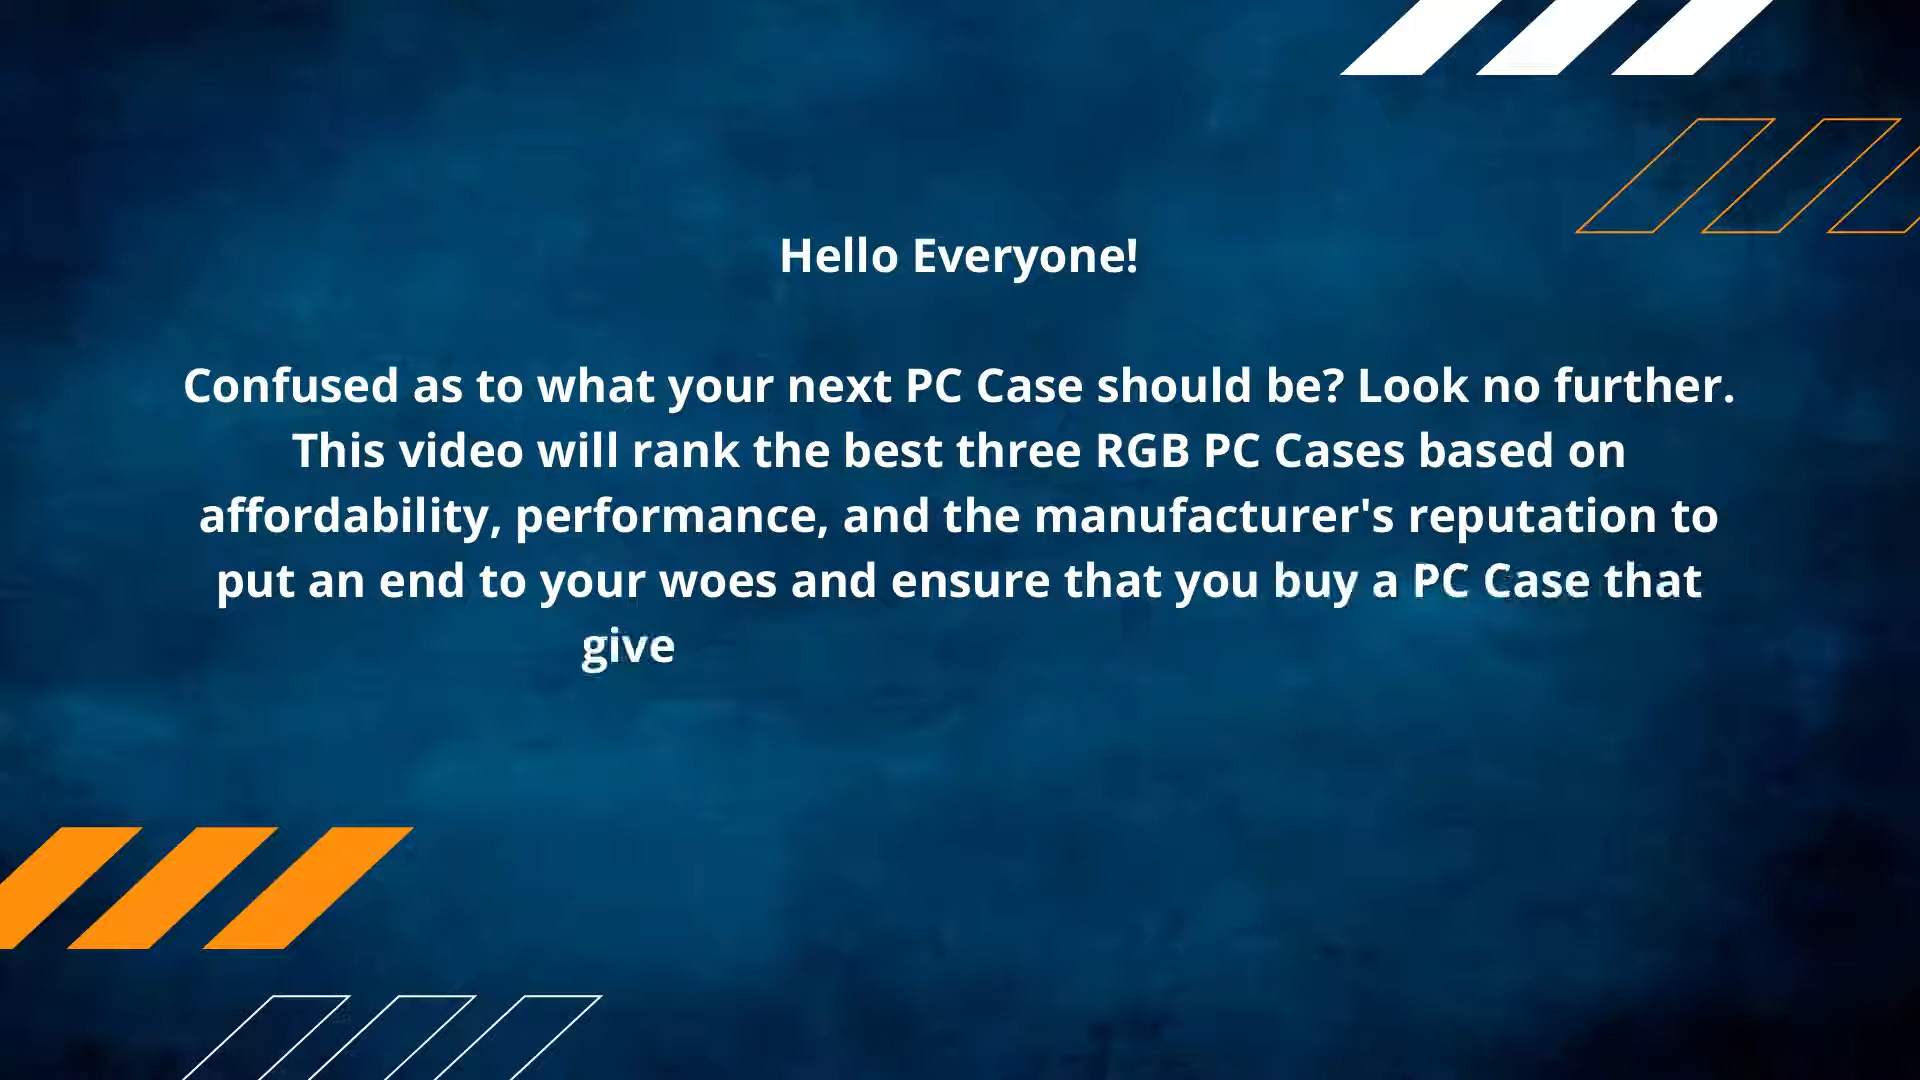 Hello Everyone!
Confused as to what your next PC Case should be? Look no further.
This video will rank the best three RGB PC Cases based on
affordability, performance, and the manufacturer's reputation to
put an end to your woes and ensure that you buy a PC Case that
give